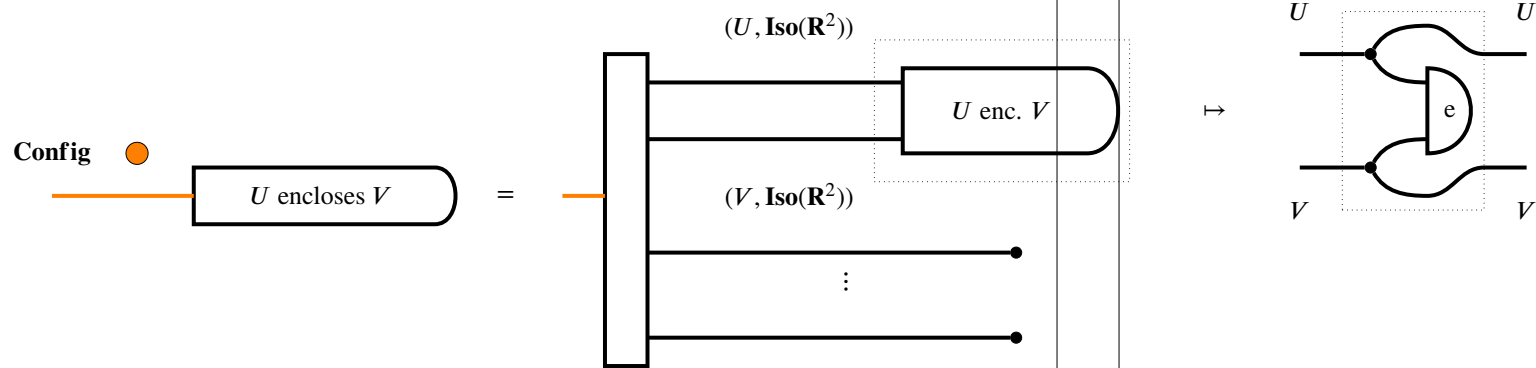 (U, Iso(R²))
U U
U enc. V ↦ e
Config
U encloses V =
(V, Iso(R²))
V V
⋮